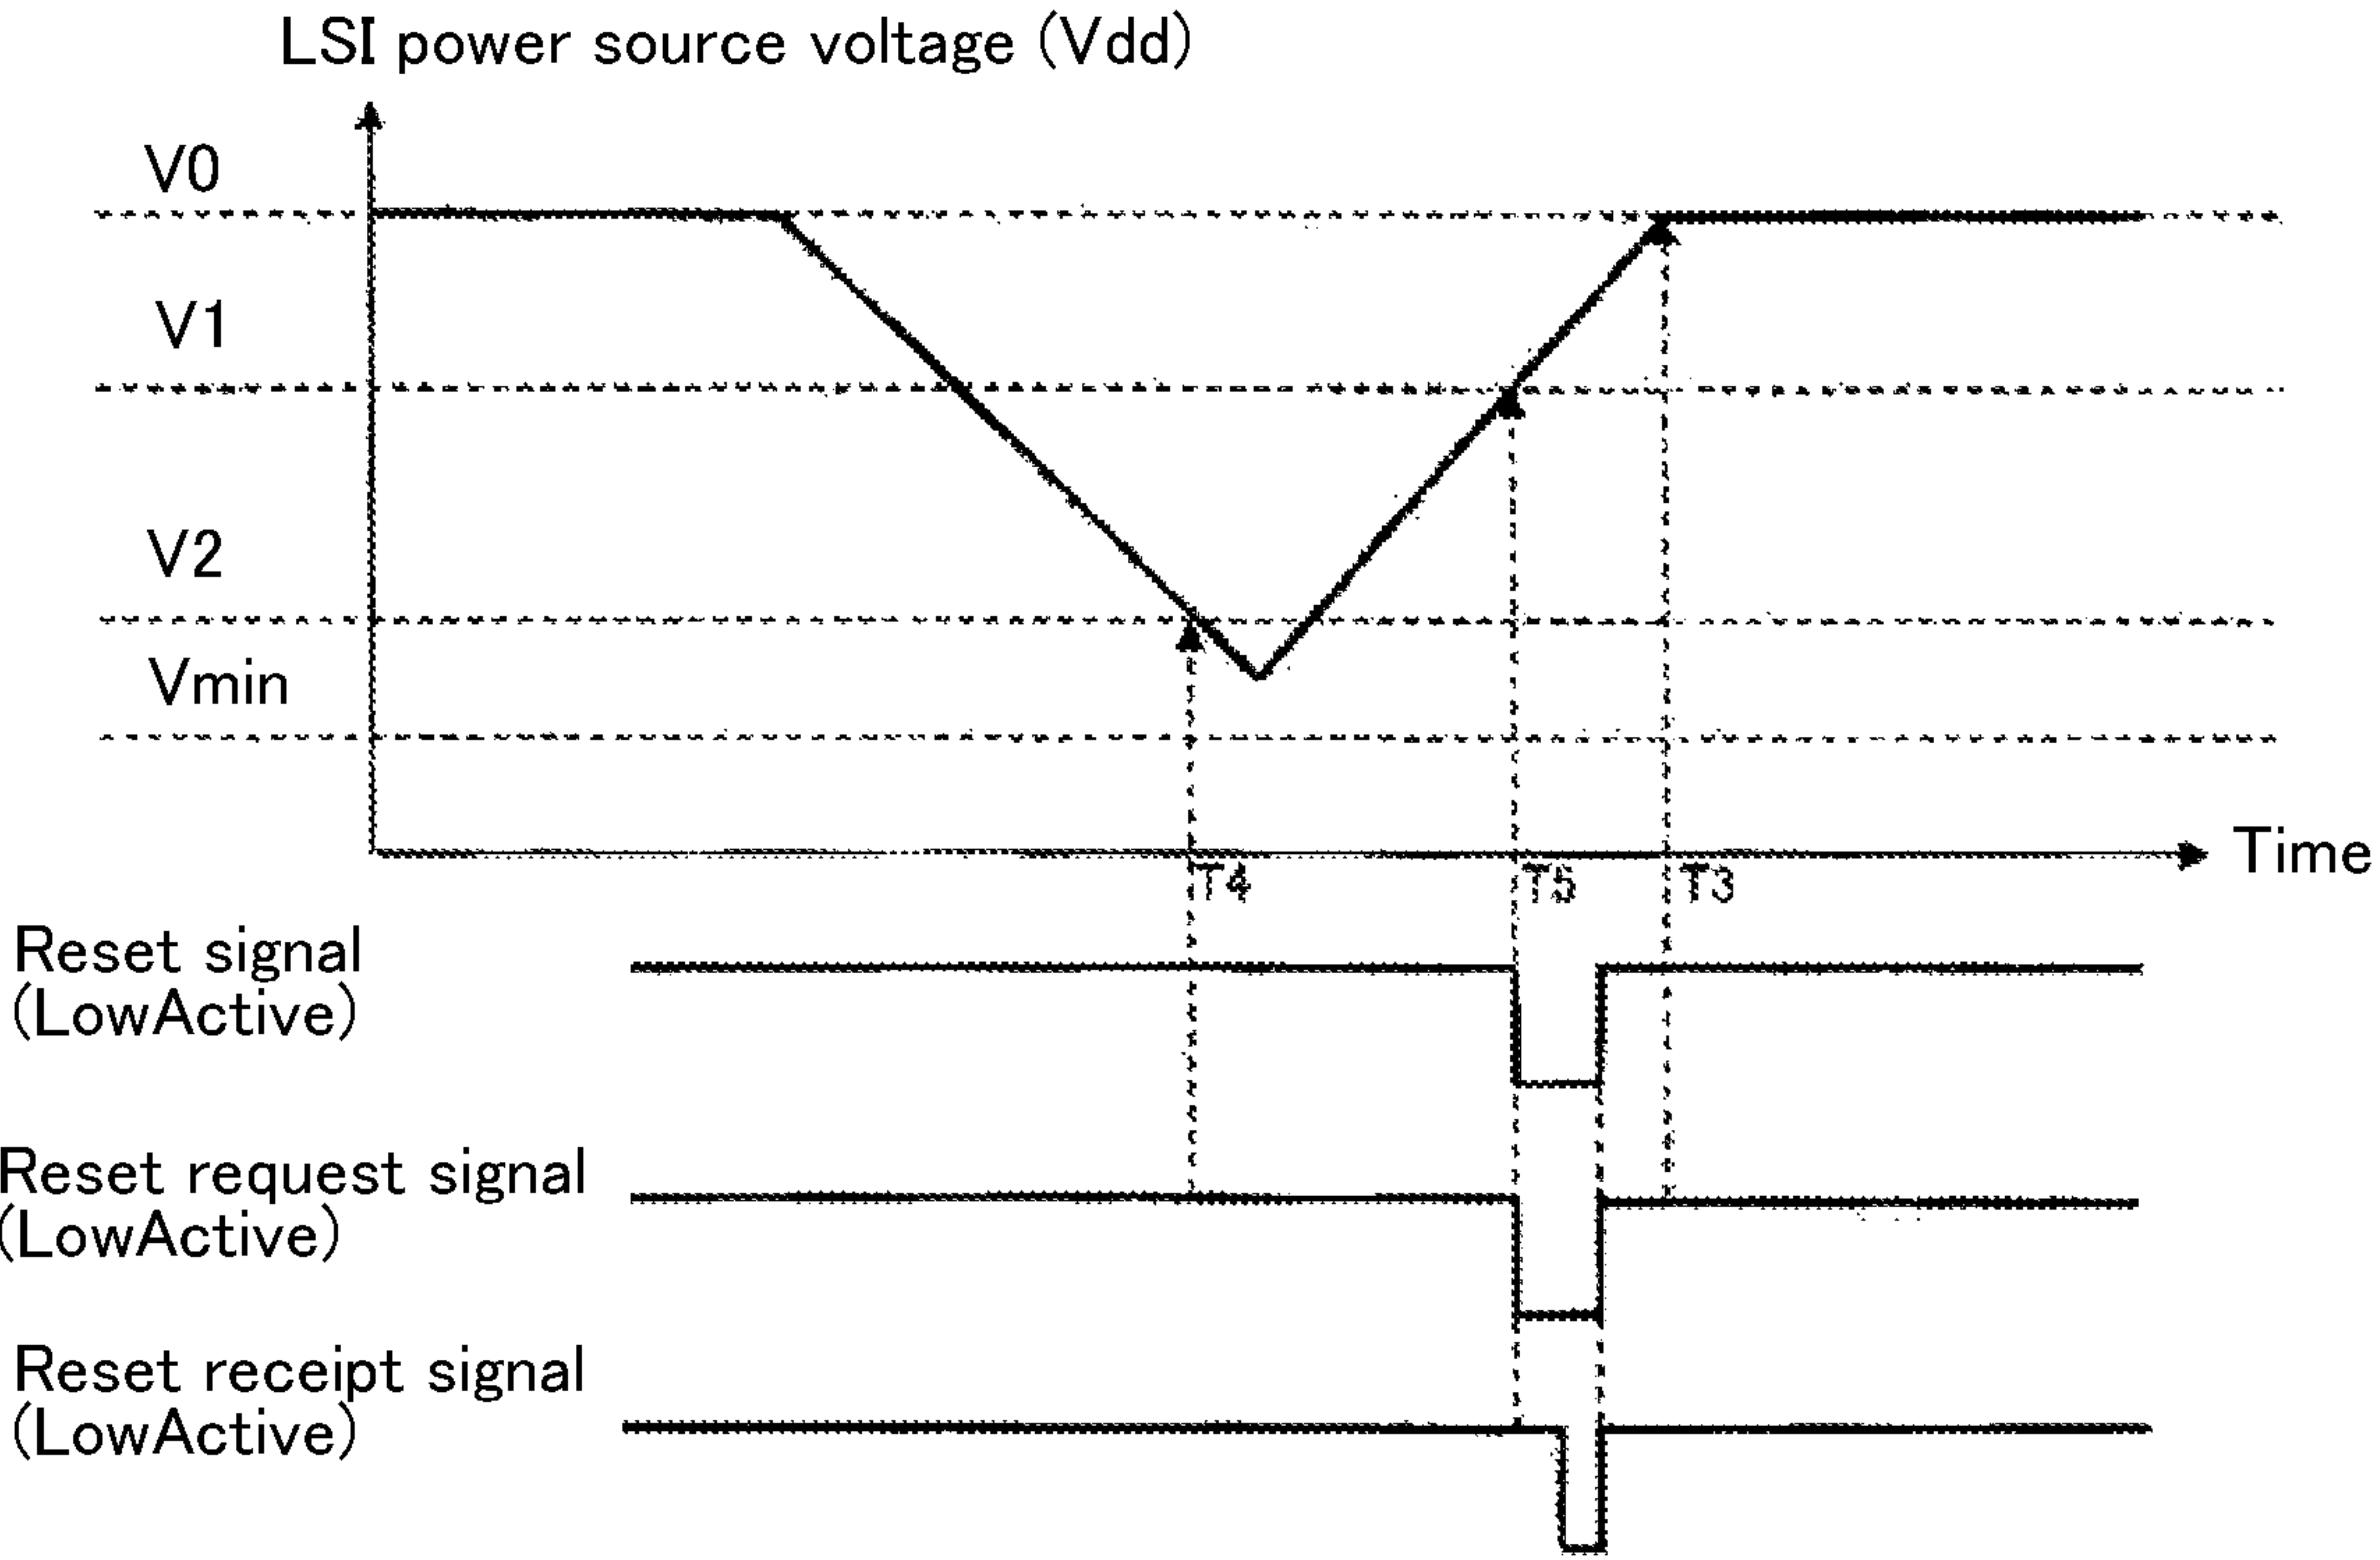 LSI power source voltage (Vdd)
V0
V1
V2
Vmin
Time
T4 T5 T3
Reset signal
(LowActive)
Reset request signal
(LowActive)
Reset receipt signal
(LowActive)